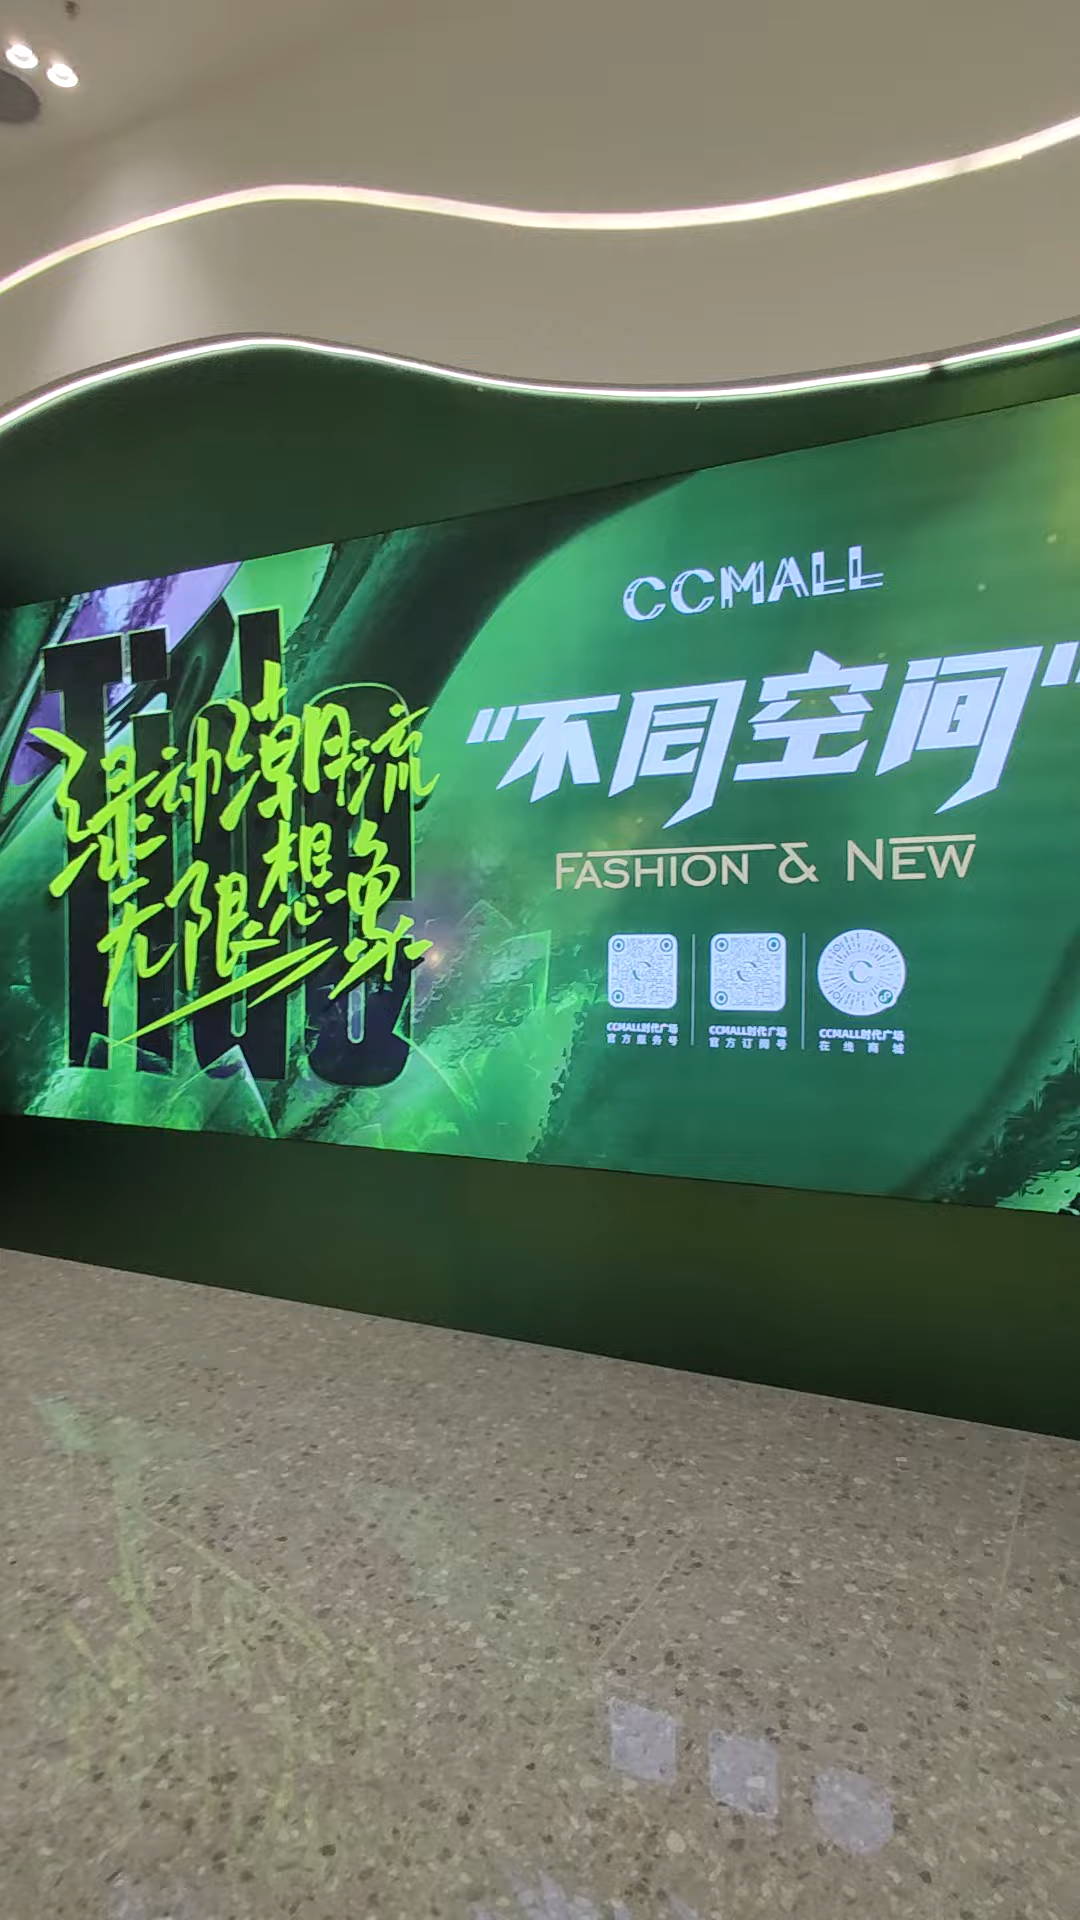 Tide
绿动潮流
无限想象
CCMALL
"不同空间"
FASHION & NEW
CCMALL时代广场
官方服务号
CCMALL时代广场
官方订阅号
CCMALL时代广场
在线商城